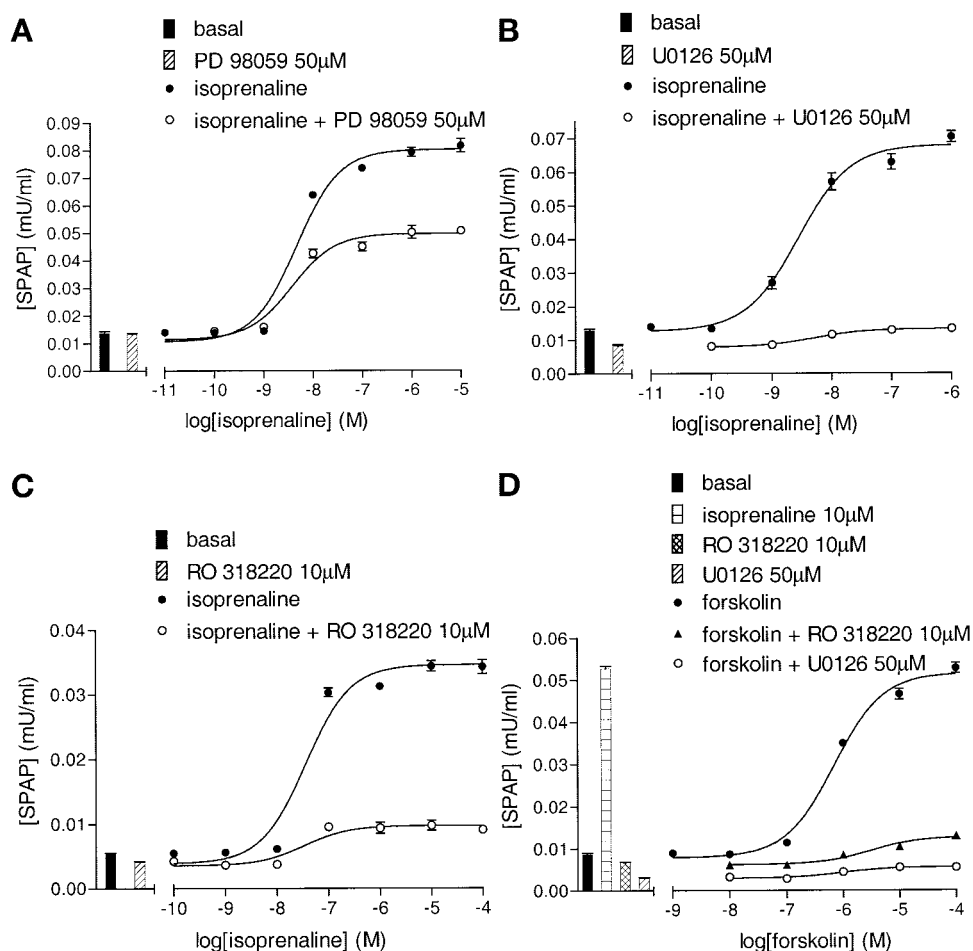 A
basal
PD 98059 50μM
isoprenaline
isoprenaline + PD 98059 50μM
[SPAP] (mU/ml)
0.09
0.08
0.07
0.06
0.05
0.04
0.03
0.02
0.01
0.00
-11 -10 -9 -8 -7 -6 -5
log[isoprenaline] (M)
B
basal
U0126 50μM
isoprenaline
isoprenaline + U0126 50μM
[SPAP] (mU/ml)
0.07
0.06
0.05
0.04
0.03
0.02
0.01
0.00
-11 -10 -9 -8 -7 -6
log[isoprenaline] (M)
C
basal
RO 318220 10μM
isoprenaline
isoprenaline + RO 318220 10μM
[SPAP] (mU/ml)
0.04
0.03
0.02
0.01
0.00
-10 -9 -8 -7 -6 -5 -4
log[isoprenaline] (M)
D
basal
isoprenaline 10μM
RO 318220 10μM
U0126 50μM
forskolin
forskolin + RO 318220 10μM
forskolin + U0126 50μM
[SPAP] (mU/ml)
0.06
0.05
0.04
0.03
0.02
0.01
0.00
-9 -8 -7 -6 -5 -4
log[forskolin] (M)